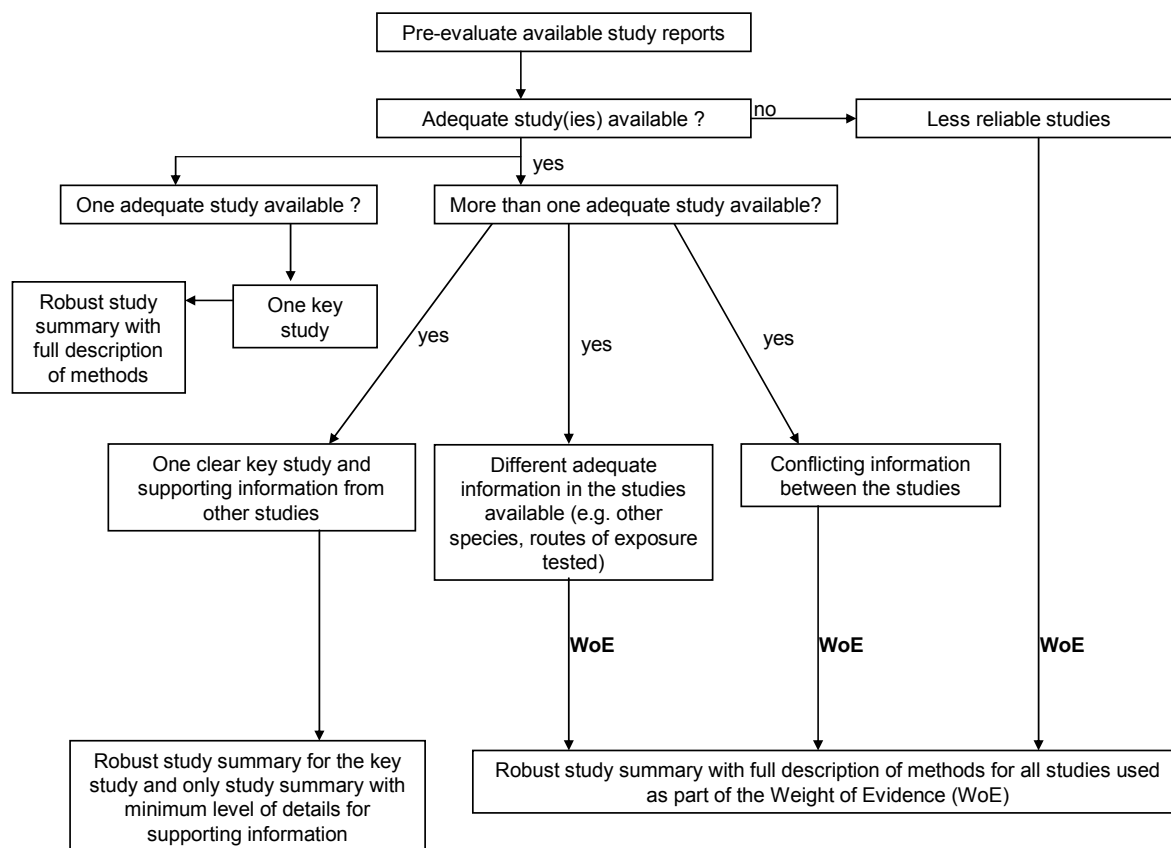 Pre-evaluate available study reports
Adequate study(ies) available ?
no
Less reliable studies
yes
One adequate study available ?
More than one adequate study available?
Robust study
summary with
full description
of methods
One key
study
yes
yes
yes
One clear key study and
supporting information from
other studies
Different adequate
information in the studies
available (e.g. other
species, routes of exposure
tested)
Conflicting information
between the studies
WoE
WoE
WoE
Robust study summary for the key
study and only study summary with
minimum level of details for
supporting information
Robust study summary with full description of methods for all studies used
as part of the Weight of Evidence (WoE)